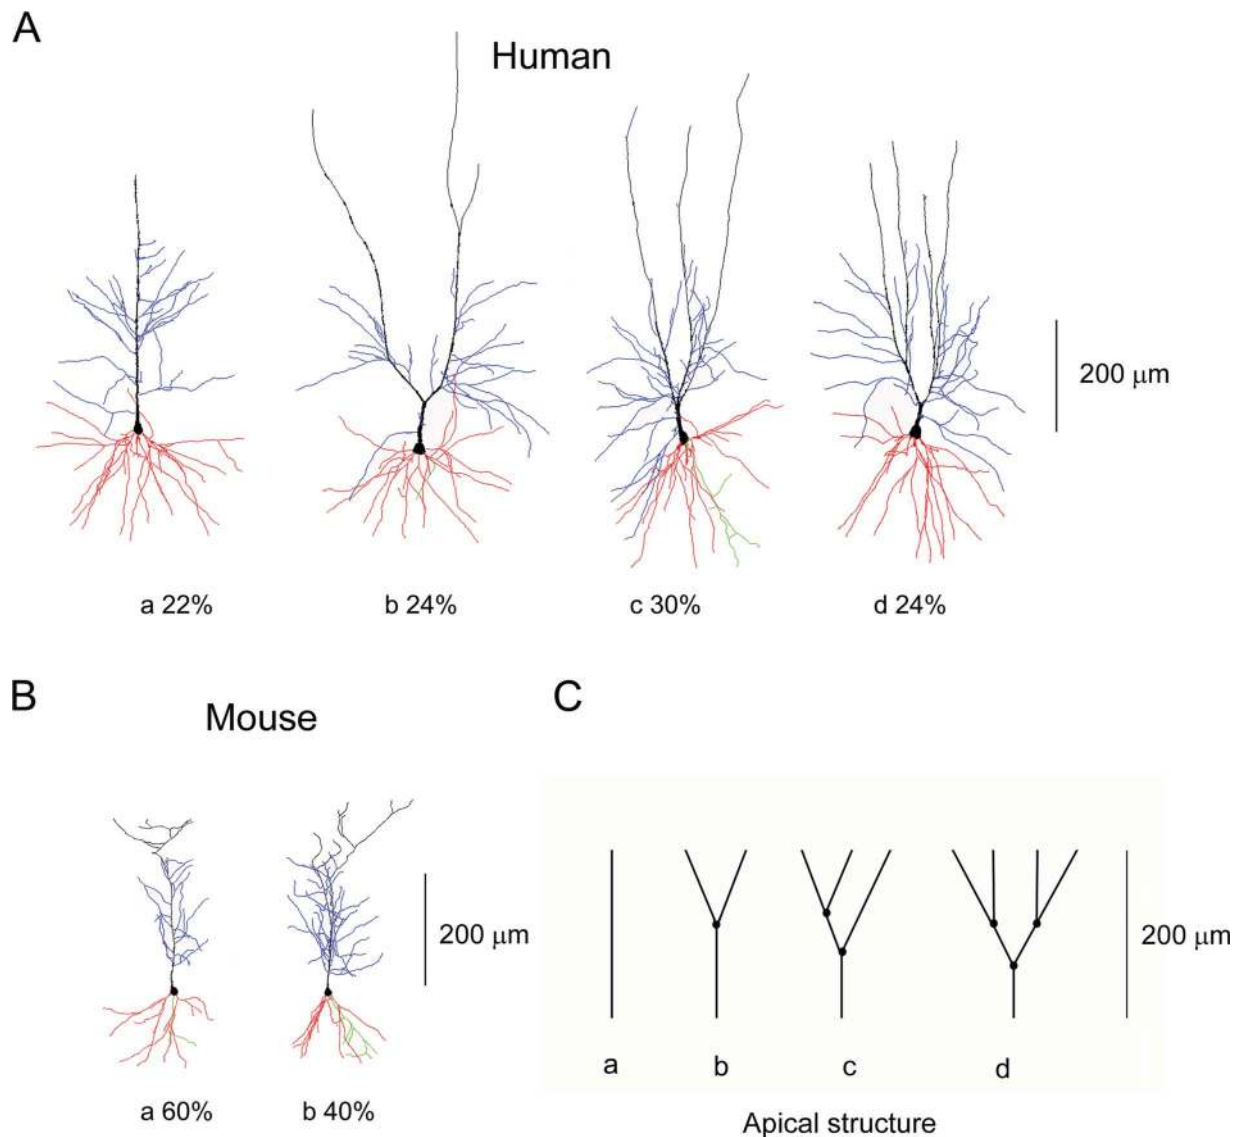 A
Human
200 μm
a 22%
b 24%
c 30%
d 24%
B
Mouse
200 μm
a 60%
b 40%
C
200 μm
a
b
c
d
Apical structure